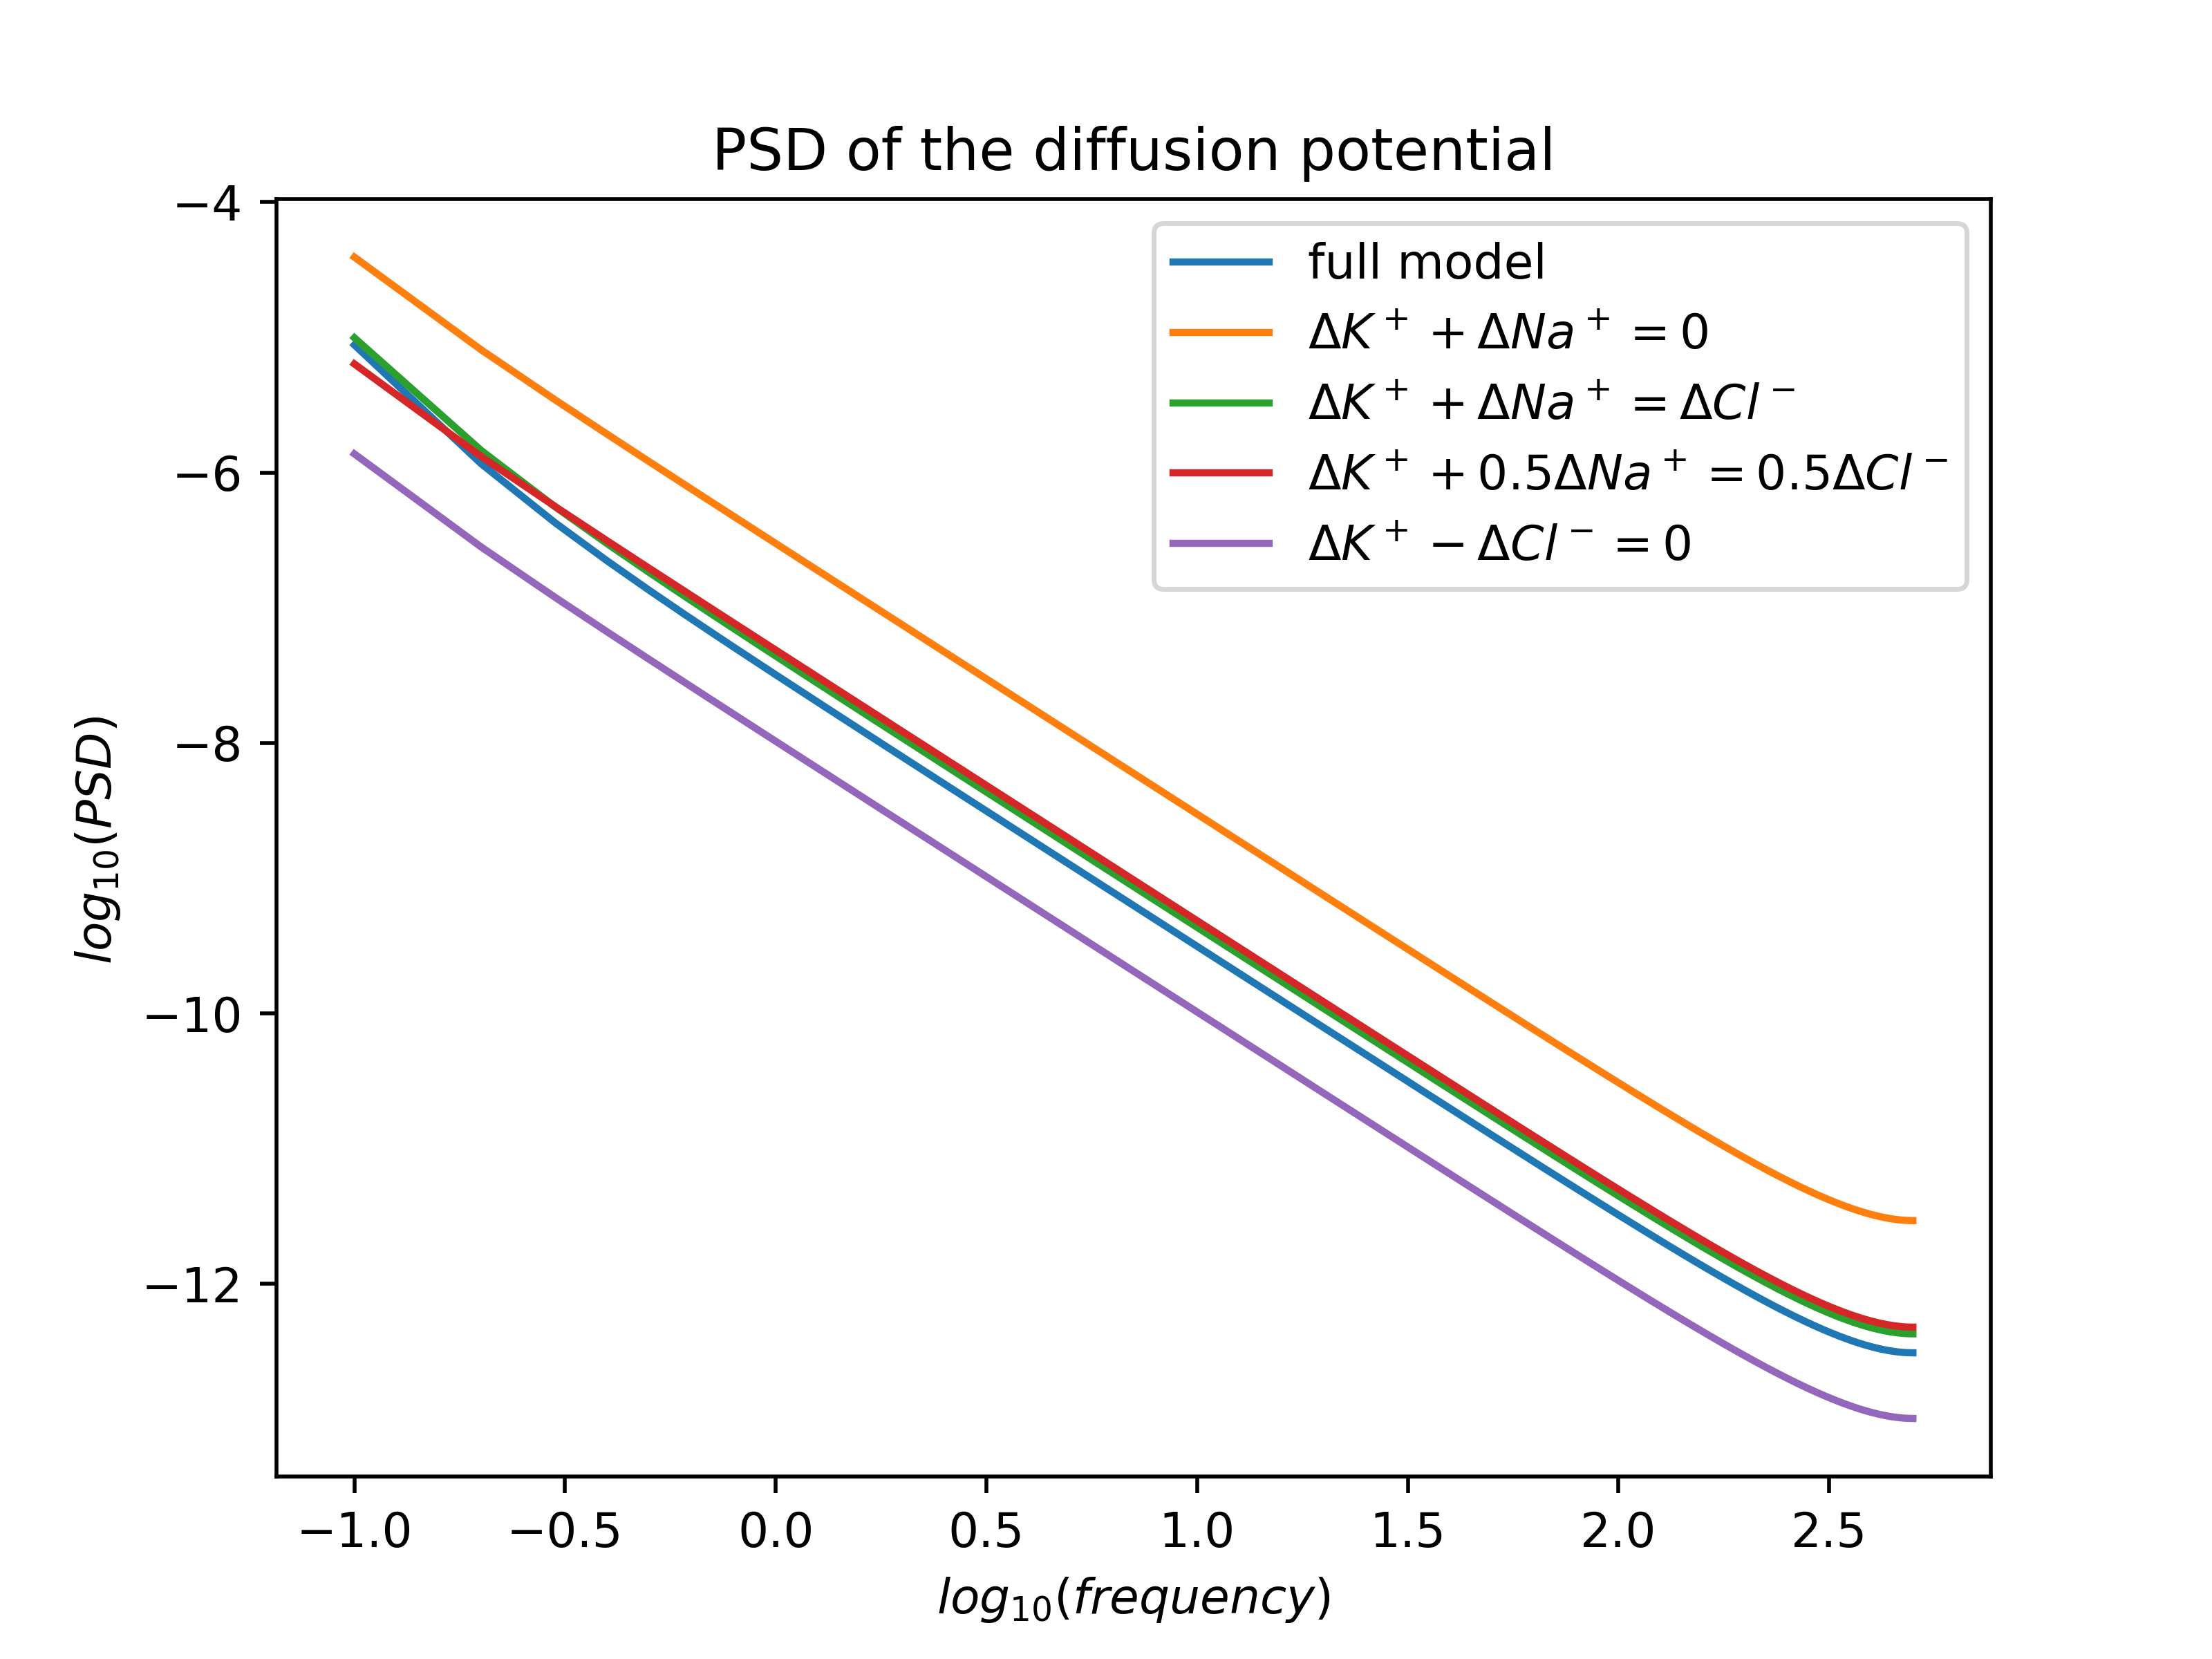 PSD of the diffusion potential
−4
−6
−8
−10
−12
log₁₀(PSD)
full model
ΔK⁺ + ΔNa⁺ = 0
ΔK⁺ + ΔNa⁺ = ΔCl⁻
ΔK⁺ + 0.5ΔNa⁺ = 0.5ΔCl⁻
ΔK⁺ − ΔCl⁻ = 0
−1.0 −0.5 0.0 0.5 1.0 1.5 2.0 2.5
log₁₀(frequency)